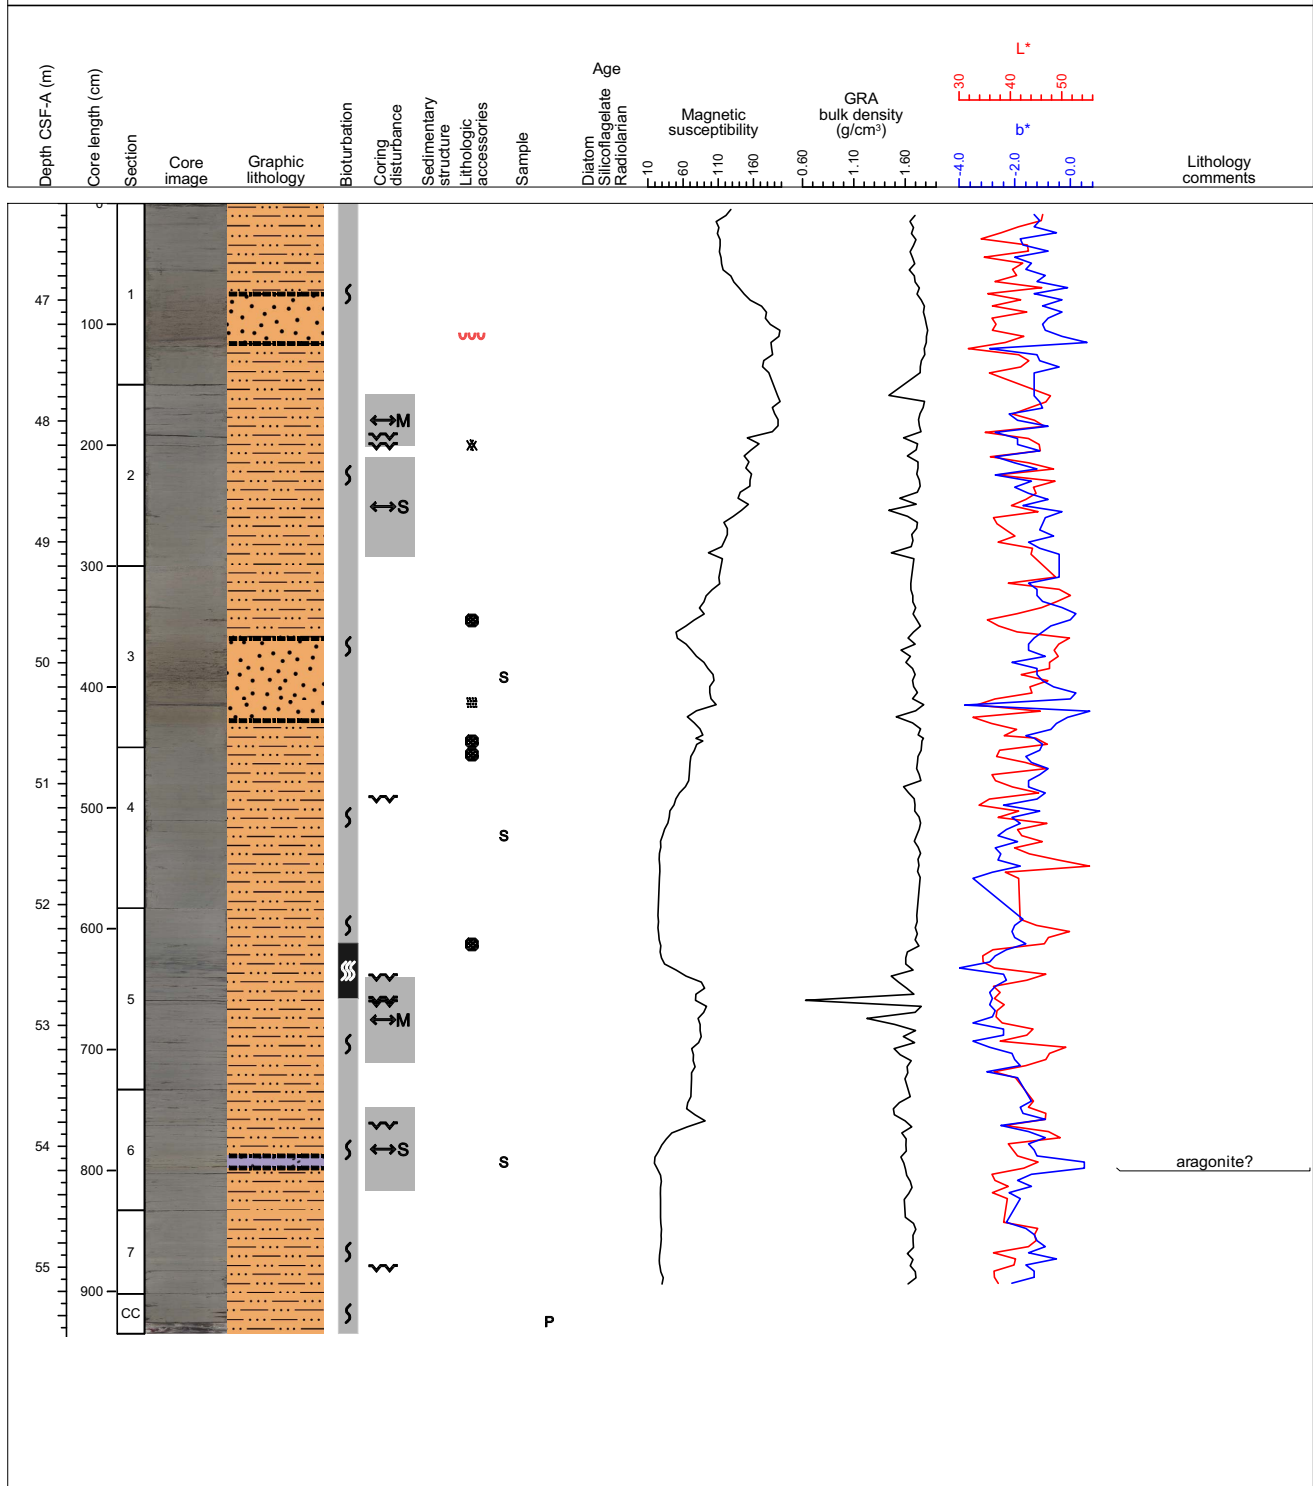 Depth CSF-A (m)
Core length (cm)
Section
Core
image
Graphic
lithology
Bioturbation
Coring
disturbance
Sedimentary
structure
Lithologic
accessories
Sample
Age
Diatom
Silicoflagelate
Radiolarian
Magnetic
susceptibility
10 60 110 160
GRA
bulk density
(g/cm³)
0.60 1.10 1.60
L*
30 40 50
b*
-4.0 -2.0 0.0
Lithology
comments
0
1
47
100
M
48
200
2
S
49
300
3
50
S
400
51
4
500
S
52
600
5
M
53
700
6
54
S
S
800
aragonite?
7
55
900
CC
P